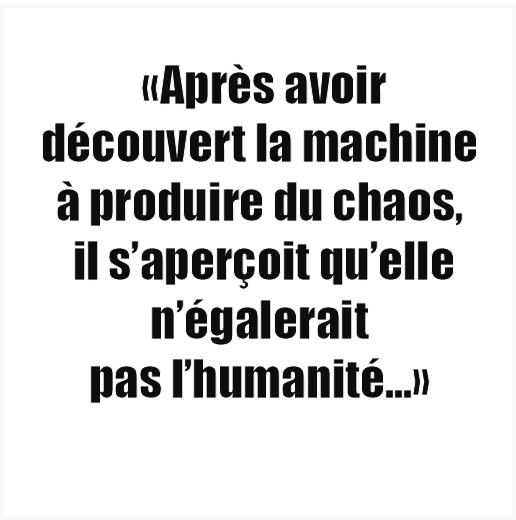 «Après avoir
découvert la machine
à produire du chaos,
il s’aperçoit qu’elle
n’égalerait
pas l’humanité...»